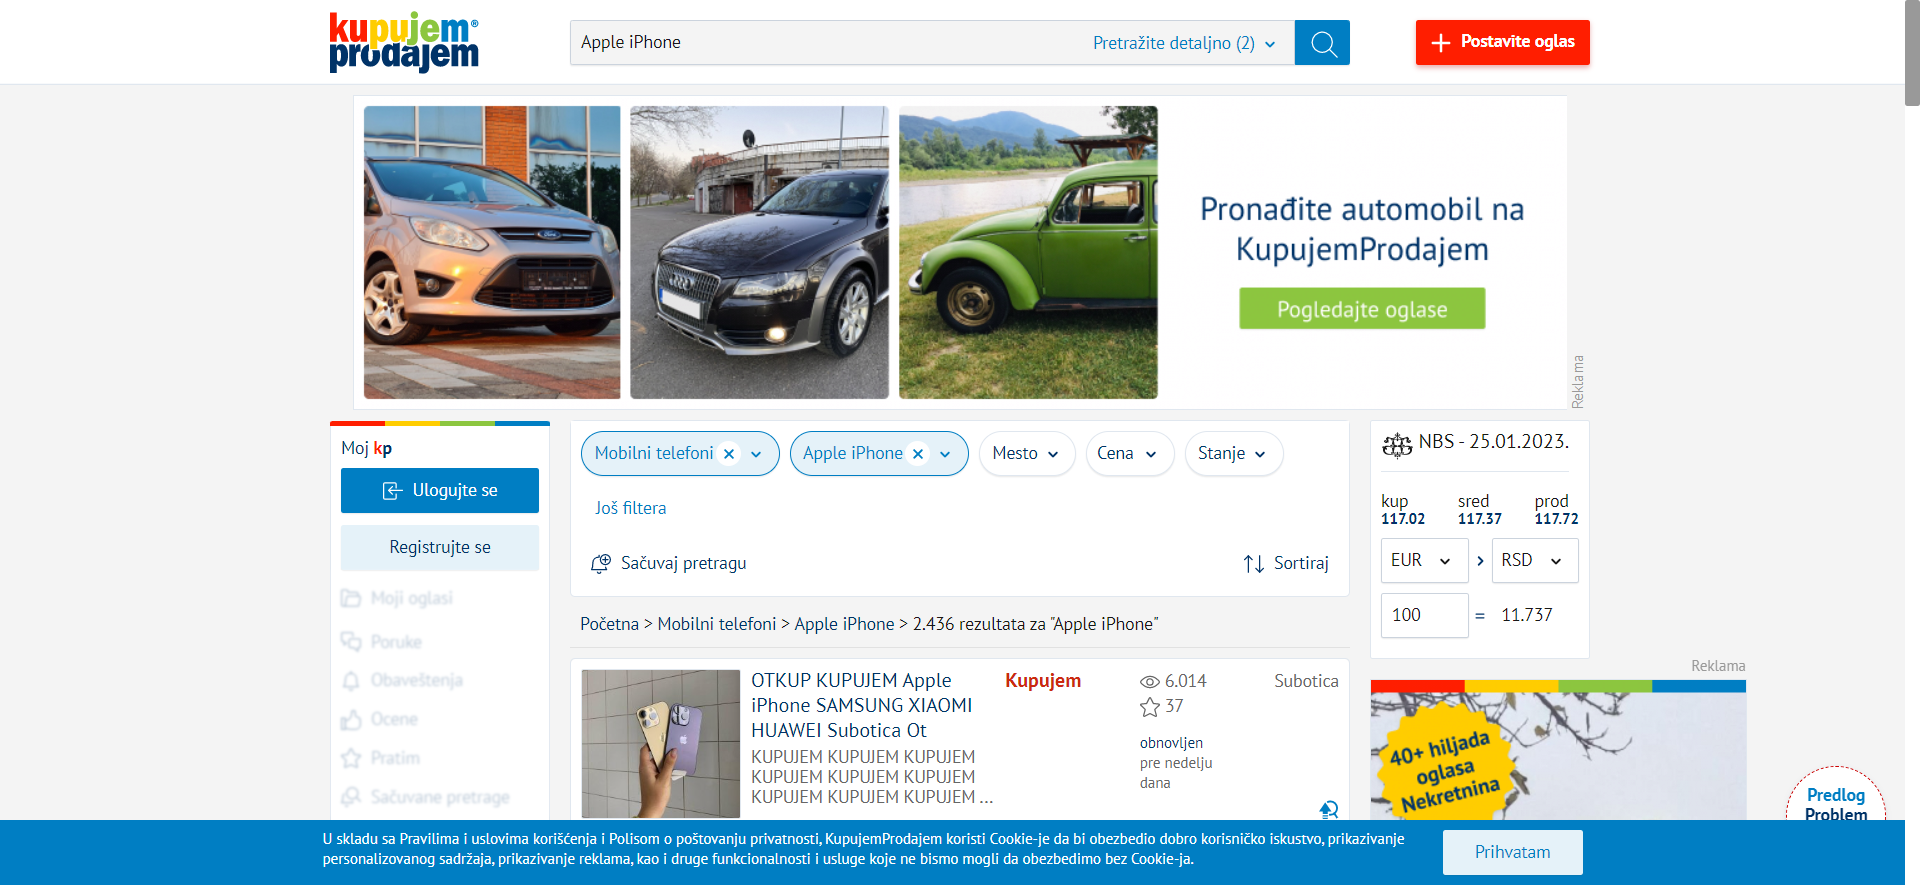 kupujem®
prodajem
Apple iPhone
Pretražite detaljno (2)
Postavite oglas
Pronađite automobil na
KupujemProdajem
Pogledajte oglase
Reklama
Moj kp
Ulogujte se
Registrujte se
Moji oglasi
Poruke
Obaveštenja
Ocene
Pratim
Sačuvane pretrage
Mobilni telefoni
Apple iPhone
Mesto
Cena
Stanje
Još filtera
Sačuvaj pretragu
Sortiraj
Početna > Mobilni telefoni > Apple iPhone > 2.436 rezultata za "Apple iPhone"
OTKUP KUPUJEM Apple
iPhone SAMSUNG XIAOMI
HUAWEI Subotica Ot
KUPUJEM KUPUJEM KUPUJEM
KUPUJEM KUPUJEM KUPUJEM
KUPUJEM KUPUJEM KUPUJEM ...
Kupujem
6.014
37
obnovljen
pre nedelju
dana
Subotica
NBS - 25.01.2023.
kup sred prod
117.02 117.37 117.72
EUR RSD
100 = 11.737
Reklama
40+ hiljada
oglasa
Nekretnina
Predlog
Problem
U skladu sa Pravilima i uslovima korišćenja i Polisom o poštovanju privatnosti, KupujemProdajem koristi Cookie-je da bi obezbedio dobro korisničko iskustvo, prikazivanje
personalizovanog sadržaja, prikazivanje reklama, kao i druge funkcionalnosti i usluge koje ne bismo mogli da obezbedimo bez Cookie-ja.
Prihvatam